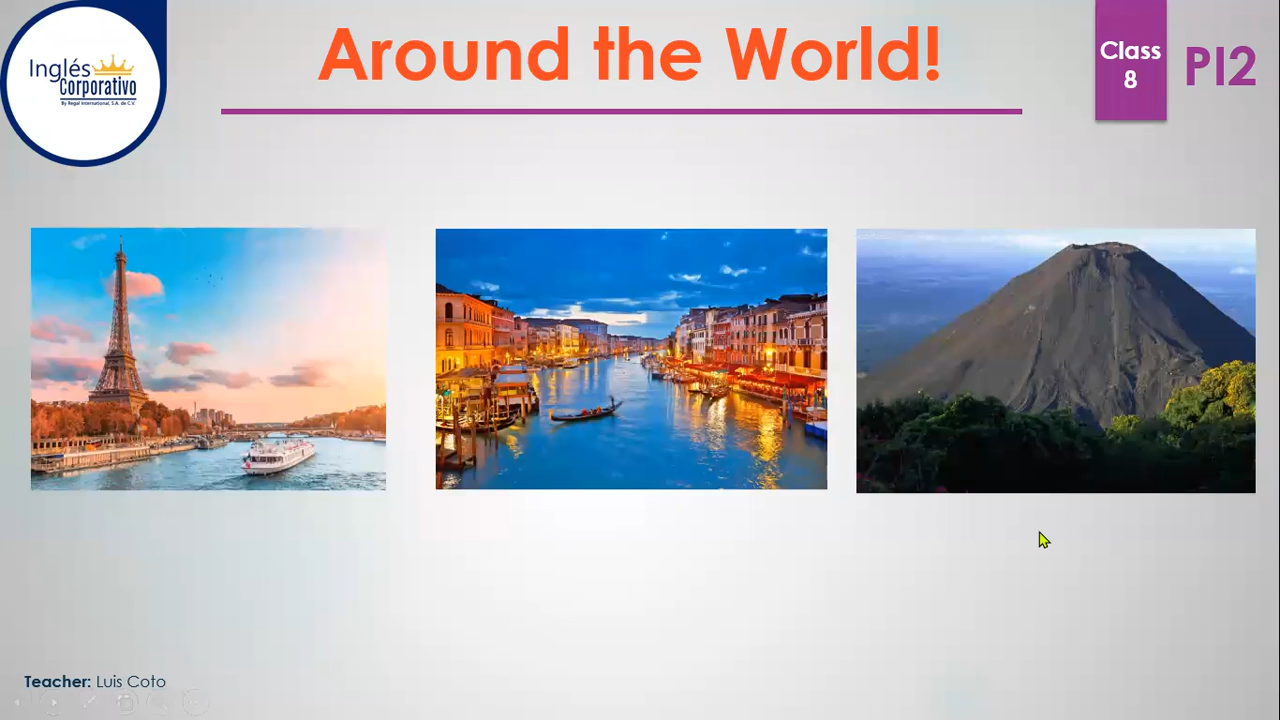 Inglés
Corporativo
By Regal International, S.A. de C.V.
Around the World!
Class
8
PI2
Teacher: Luis Coto